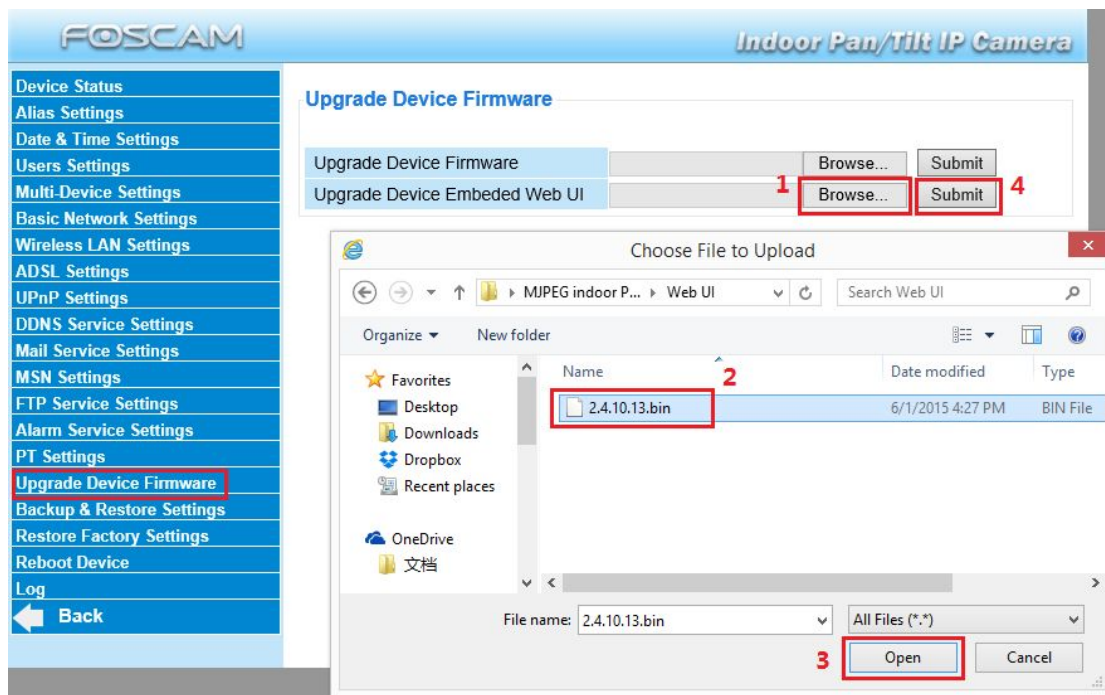 FOSCAM
Indoor Pan/Tilt IP Camera
Device Status
Alias Settings
Date & Time Settings
Users Settings
Multi-Device Settings
Basic Network Settings
Wireless LAN Settings
ADSL Settings
UPnP Settings
DDNS Service Settings
Mail Service Settings
MSN Settings
FTP Service Settings
Alarm Service Settings
PT Settings
Upgrade Device Firmware
Backup & Restore Settings
Restore Factory Settings
Reboot Device
Log
Back
Upgrade Device Firmware
Upgrade Device Firmware Browse... Submit
Upgrade Device Embeded Web UI 1 Browse... Submit 4
Choose File to Upload
MJPEG indoor P... Web UI Search Web UI
Organize New folder
Name 2 Date modified Type
2.4.10.13.bin 6/1/2015 4:27 PM BIN File
Favorites
Desktop
Downloads
Dropbox
Recent places
OneDrive
文档
File name: 2.4.10.13.bin All Files (*.*)
3 Open Cancel